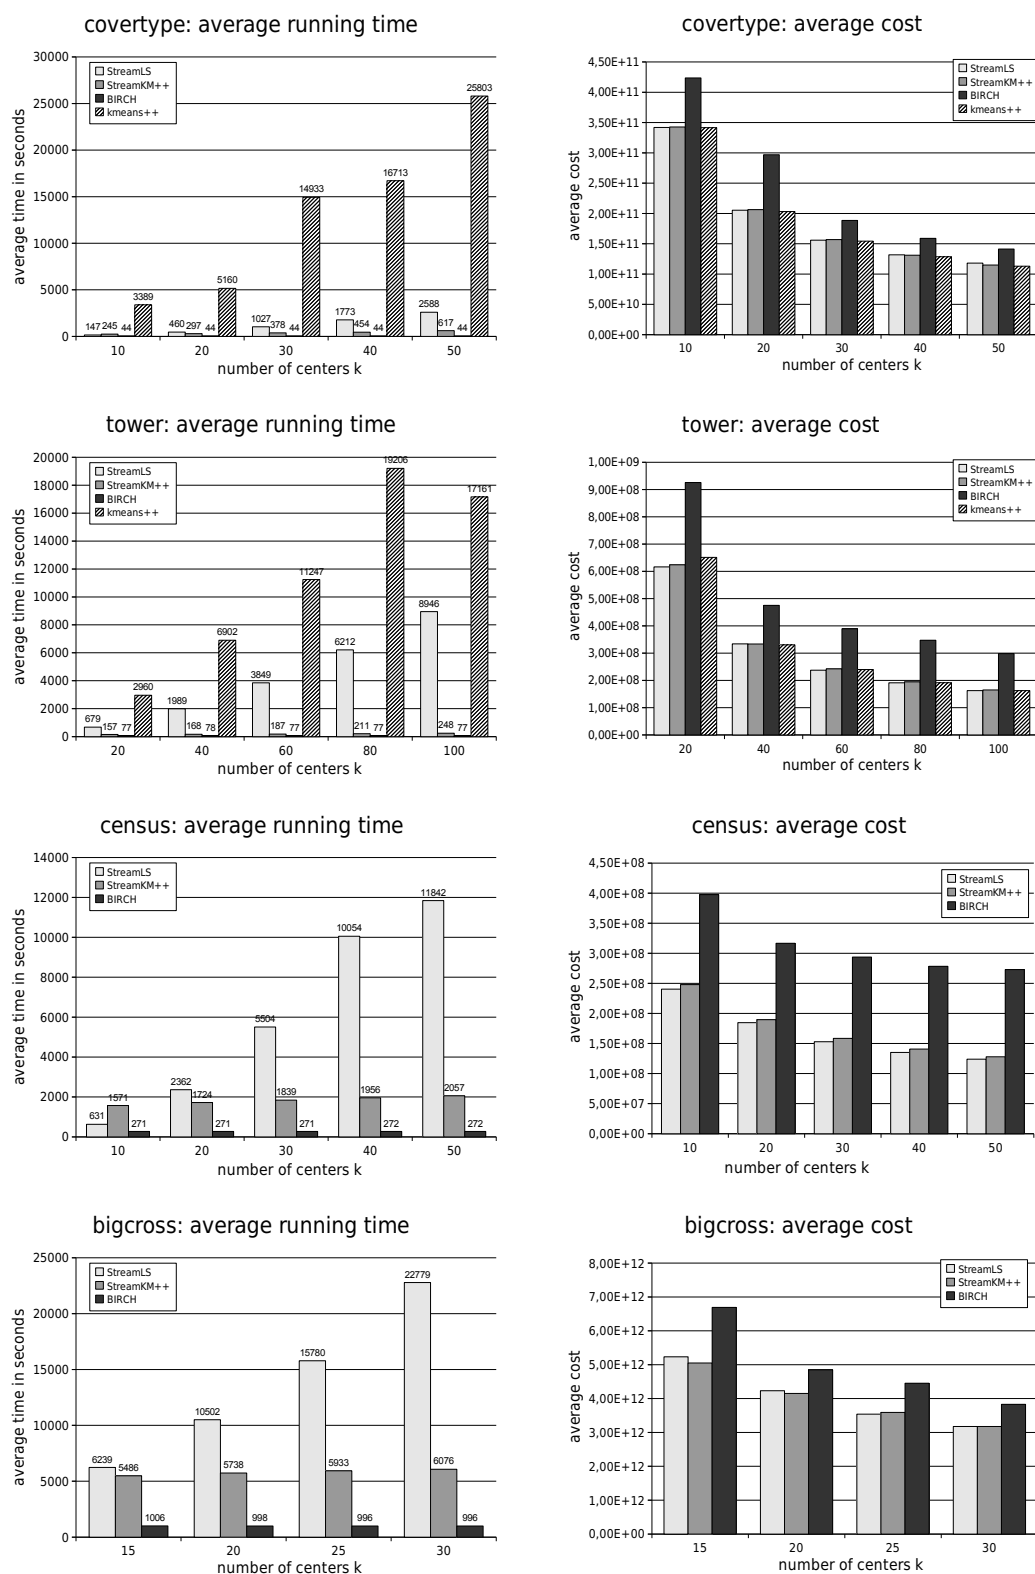 covertype: average running time
30000
25000
20000
15000
10000
5000
0
average time in seconds
StreamLS
StreamKM++
BIRCH
kmeans++
147 245 44 3389
460 297 44 5160
1027 378 44 14933
1773 454 44 16713
2588 617 44 25803
10 20 30 40 50
number of centers k
covertype: average cost
4,50E+11
4,00E+11
3,50E+11
3,00E+11
2,50E+11
2,00E+11
1,50E+11
1,00E+11
5,00E+10
0,00E+00
average cost
StreamLS
StreamKM++
BIRCH
kmeans++
10 20 30 40 50
number of centers k
tower: average running time
20000
18000
16000
14000
12000
10000
8000
6000
4000
2000
0
average time in seconds
StreamLS
StreamKM++
BIRCH
kmeans++
679 157 77 2960
1989 168 78 6902
3849 187 77 11247
6212 211 77 19206
8946 248 77 17161
20 40 60 80 100
number of centers k
tower: average cost
1,00E+09
9,00E+08
8,00E+08
7,00E+08
6,00E+08
5,00E+08
4,00E+08
3,00E+08
2,00E+08
1,00E+08
0,00E+00
average cost
StreamLS
StreamKM++
BIRCH
kmeans++
20 40 60 80 100
number of centers k
census: average running time
14000
12000
10000
8000
6000
4000
2000
0
average time in seconds
StreamLS
StreamKM++
BIRCH
631 1571 271
2362 1724 271
5504 1839 271
10054 1956 272
11842 2057 272
10 20 30 40 50
number of centers k
census: average cost
4,50E+08
4,00E+08
3,50E+08
3,00E+08
2,50E+08
2,00E+08
1,50E+08
1,00E+08
5,00E+07
0,00E+00
average cost
StreamLS
StreamKM++
BIRCH
10 20 30 40 50
number of centers k
bigcross: average running time
25000
20000
15000
10000
5000
0
average time in seconds
StreamLS
StreamKM++
BIRCH
6239 5486 1006
10502 5738 998
15780 5933 996
22779 6076 996
15 20 25 30
number of centers k
bigcross: average cost
8,00E+12
7,00E+12
6,00E+12
5,00E+12
4,00E+12
3,00E+12
2,00E+12
1,00E+12
0,00E+00
average cost
StreamLS
StreamKM++
BIRCH
15 20 25 30
number of centers k